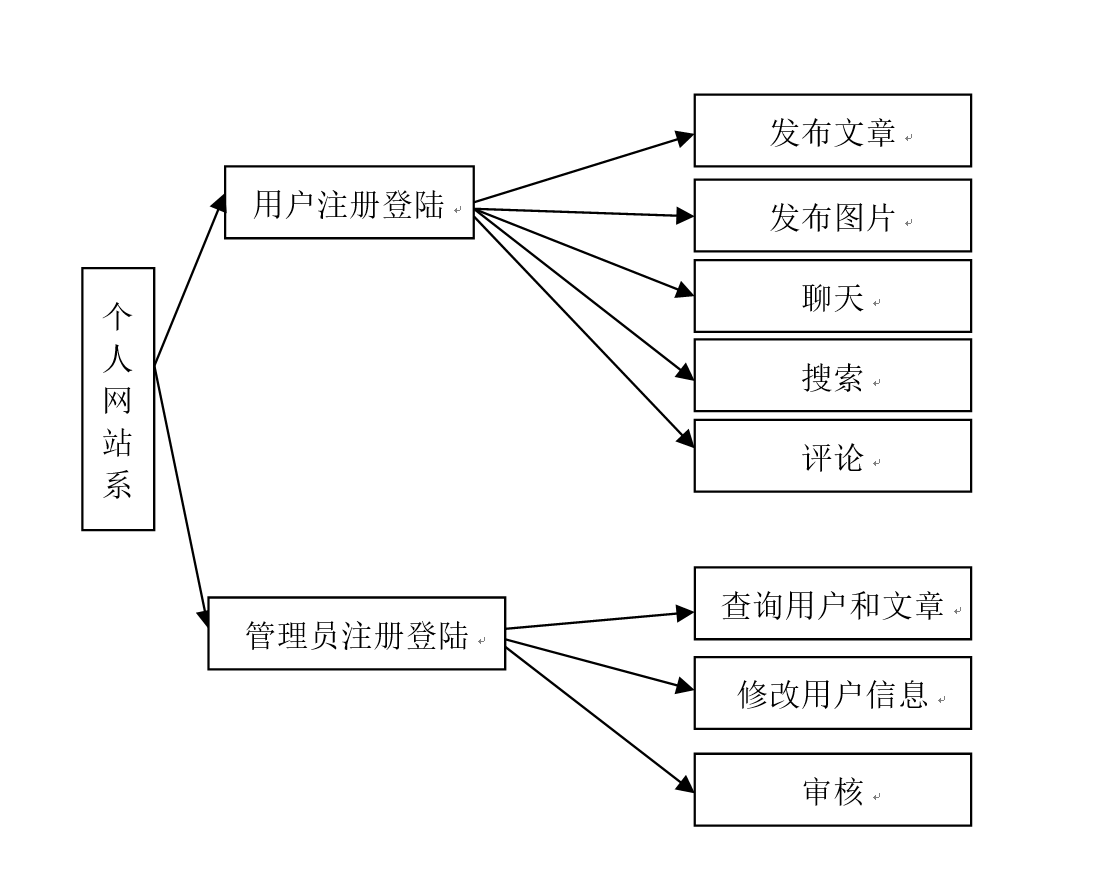 个
人
网
站
系
用户注册登陆
发布文章
发布图片
聊天
搜索
评论
管理员注册登陆
查询用户和文章
修改用户信息
审核